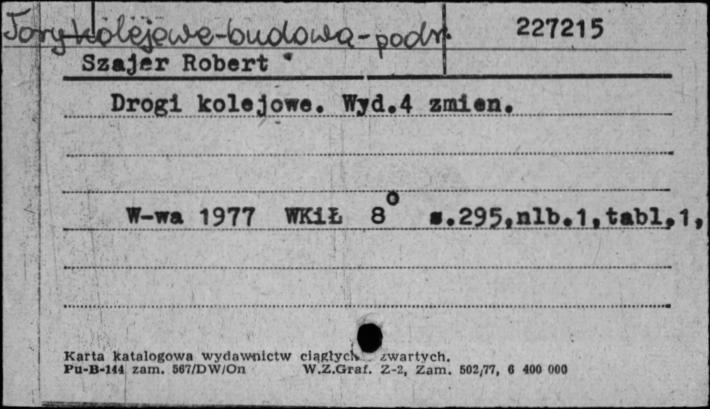 Tory kolejowe-budowa-podr. 227215
Szajer Robert
Drogi kolejowe. Wyd.4 zmien.
W-wa 1977 WKiŁ 8° s.295,nlb.1,tabl,1,
Karta katalogowa wydawnictw ciągłych zwartych.
Pu-B-144 zam. 567/DW/On W.Z.Graf. Z-2, Zam. 502/77, 6 400 000